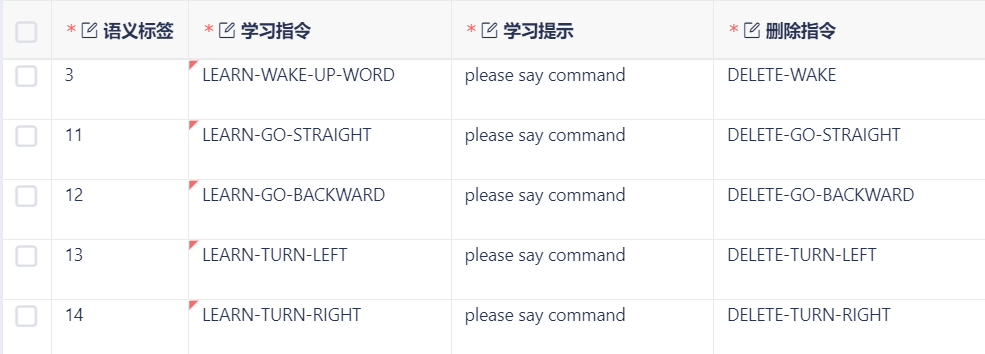 * 语义标签 * 学习指令 * 学习提示 * 删除指令
3 LEARN-WAKE-UP-WORD please say command DELETE-WAKE
11 LEARN-GO-STRAIGHT please say command DELETE-GO-STRAIGHT
12 LEARN-GO-BACKWARD please say command DELETE-GO-BACKWARD
13 LEARN-TURN-LEFT please say command DELETE-TURN-LEFT
14 LEARN-TURN-RIGHT please say command DELETE-TURN-RIGHT